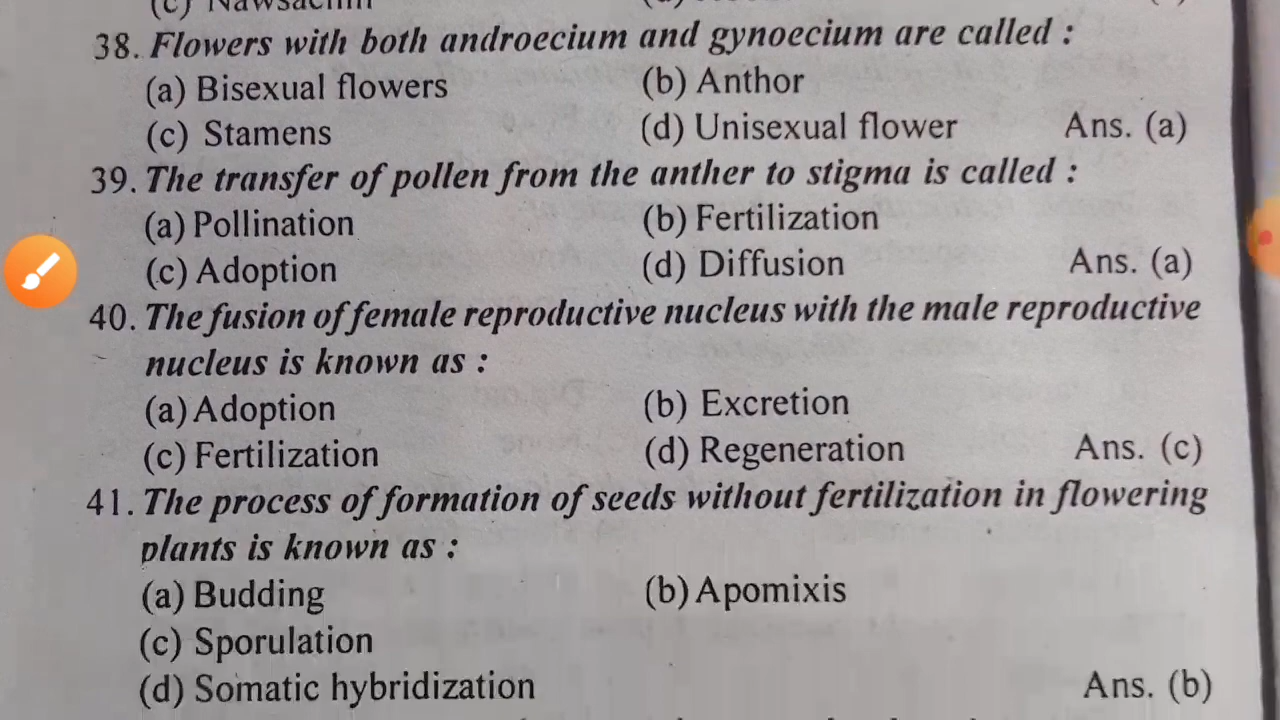 38. Flowers with both androecium and gynoecium are called :
(a) Bisexual flowers (b) Anthor
(c) Stamens (d) Unisexual flower Ans. (a)
39. The transfer of pollen from the anther to stigma is called :
(a) Pollination (b) Fertilization
(c) Adoption (d) Diffusion Ans. (a)
40. The fusion of female reproductive nucleus with the male reproductive
nucleus is known as :
(a) Adoption (b) Excretion
(c) Fertilization (d) Regeneration Ans. (c)
41. The process of formation of seeds without fertilization in flowering
plants is known as :
(a) Budding (b) Apomixis
(c) Sporulation
(d) Somatic hybridization Ans. (b)